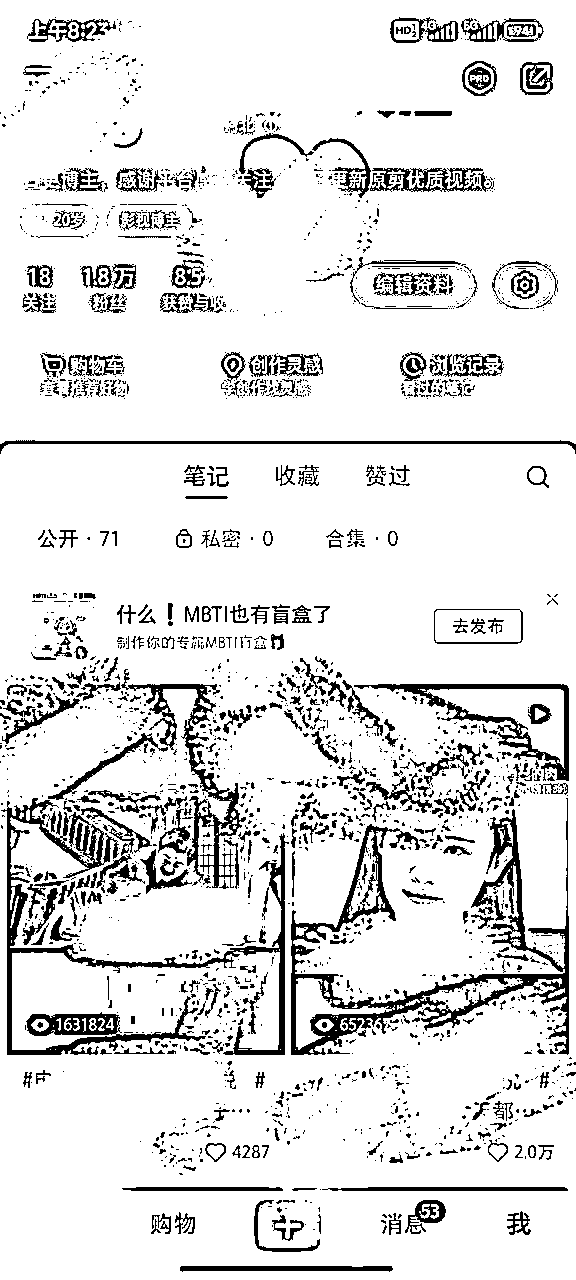 上午8:23
HD
4G
5G
PRO
博主,感谢平台 关注 更新原剪优质视频。
20岁
影视博主
18 1.8万 8.5
关注 粉丝 获赞与收
编辑资料
购物车 创作灵感 浏览记录
查看推荐好物 学创作找灵感 看过的笔记
笔记 收藏 赞过
公开 · 71 私密 · 0 合集 · 0
什么❗MBTI也有盲盒了
制作你的专属MBTI盲盒
去发布
1631824
#
#
#
都
4287
2.0万
购物 消息 53 我